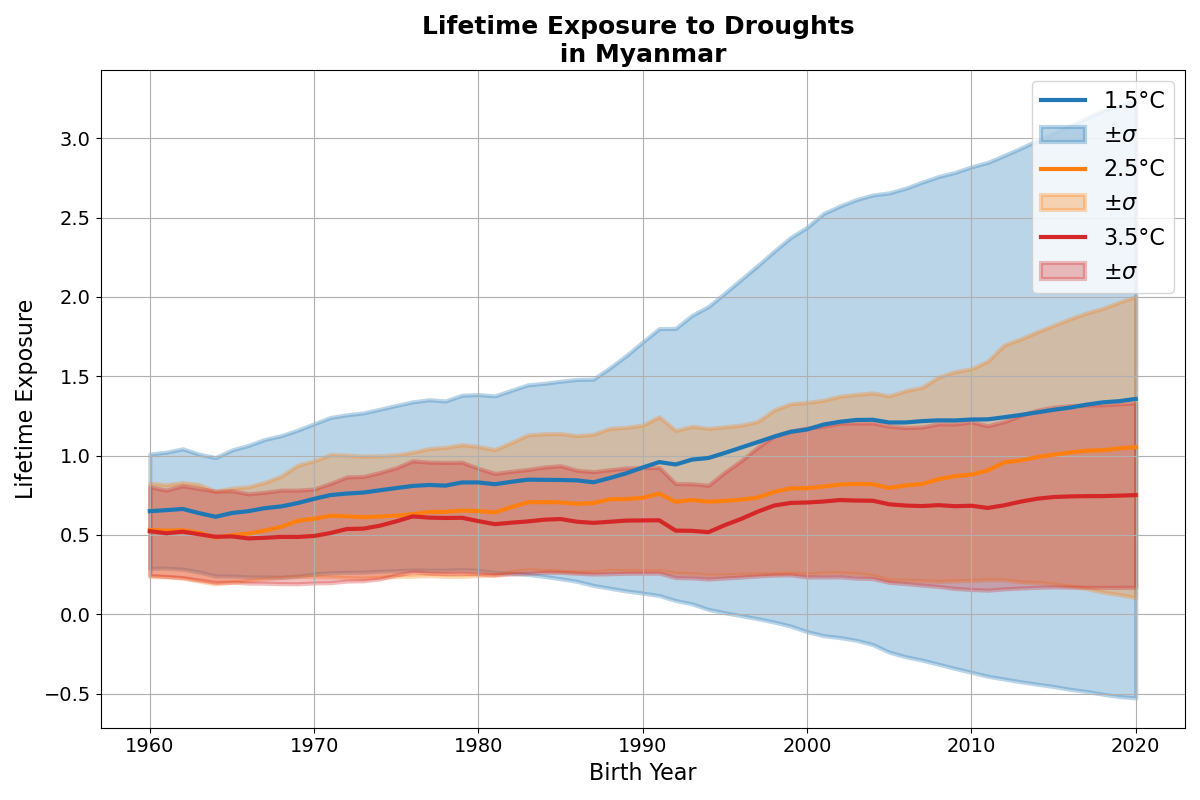 Lifetime Exposure to Droughts
in Myanmar
1.5°C
±σ
2.5°C
±σ
3.5°C
±σ
Lifetime Exposure
3.0
2.5
2.0
1.5
1.0
0.5
0.0
−0.5
1960 1970 1980 1990 2000 2010 2020
Birth Year